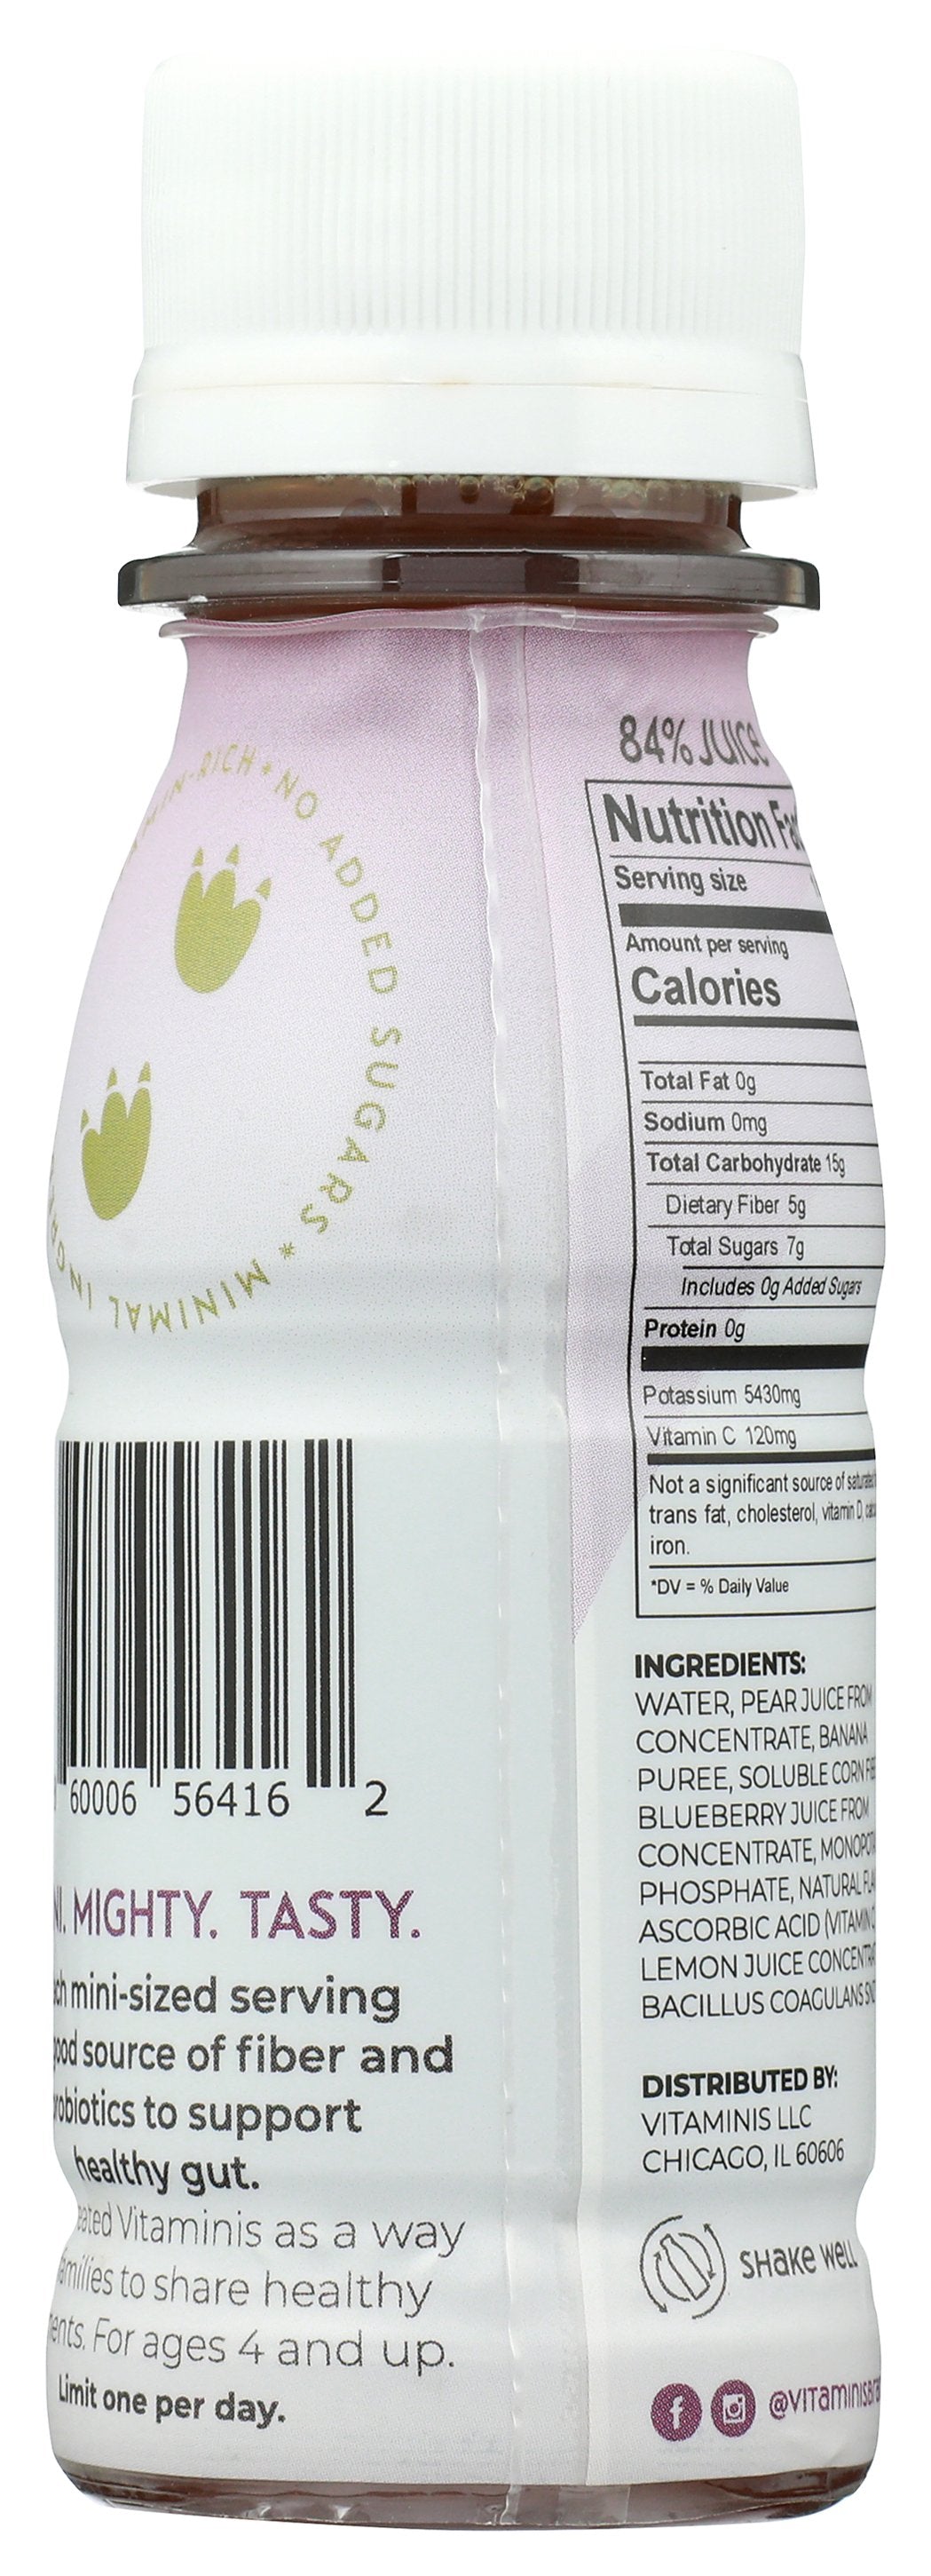 RICH * NO ADDED SUGARS * MINIMAL
60006 56416 2
MIGHTY. TASTY.
mini-sized serving
source of fiber and
to support
healthy gut.
Vitaminis as a way
to share healthy
For ages 4 and up.
Limit one per day.
84% JUICE
Nutrition
Serving size
Amount per serving
Calories
Total Fat 0g
Sodium 0mg
Total Carbohydrate 15g
Dietary Fiber 5g
Total Sugars 7g
Includes 0g Added Sugars
Protein 0g
Potassium 5430mg
Vitamin C 120mg
Not a significant source of saturated
trans fat, cholesterol, vitamin D,
iron.
*DV = % Daily Value
INGREDIENTS:
WATER, PEAR JUICE FROM
CONCENTRATE, BANANA
PUREE, SOLUBLE CORN
BLUEBERRY JUICE FROM
CONCENTRATE,
PHOSPHATE, NATURAL
ASCORBIC ACID (VITAMIN
LEMON JUICE
BACILLUS COAGULANS
DISTRIBUTED BY:
VITAMINIS LLC
CHICAGO, IL 60606
SHAKE WELL